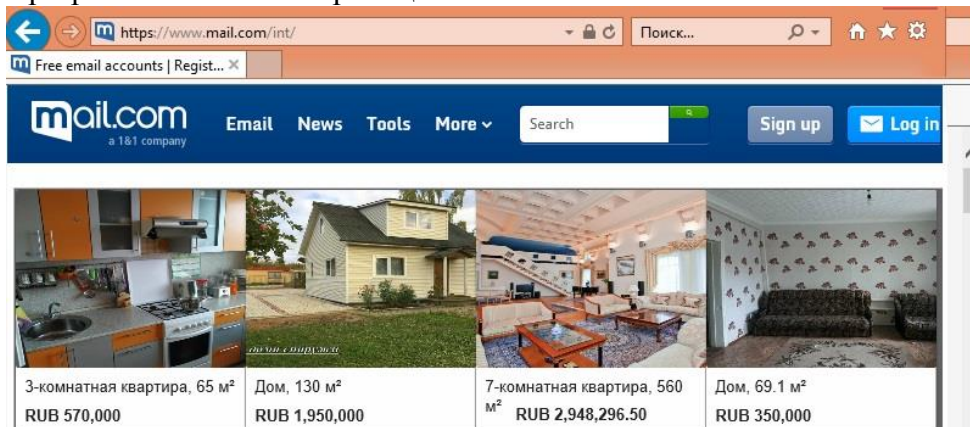 https://www.mail.com/int/
Поиск...
Free email accounts | Regist...
mail.com
a 1&1 company
Email News Tools More
Search
Sign up
Log in
3-комнатная квартира, 65 м²
RUB 570,000
Дом, 130 м²
RUB 1,950,000
7-комнатная квартира, 560
м² RUB 2,948,296.50
Дом, 69.1 м²
RUB 350,000